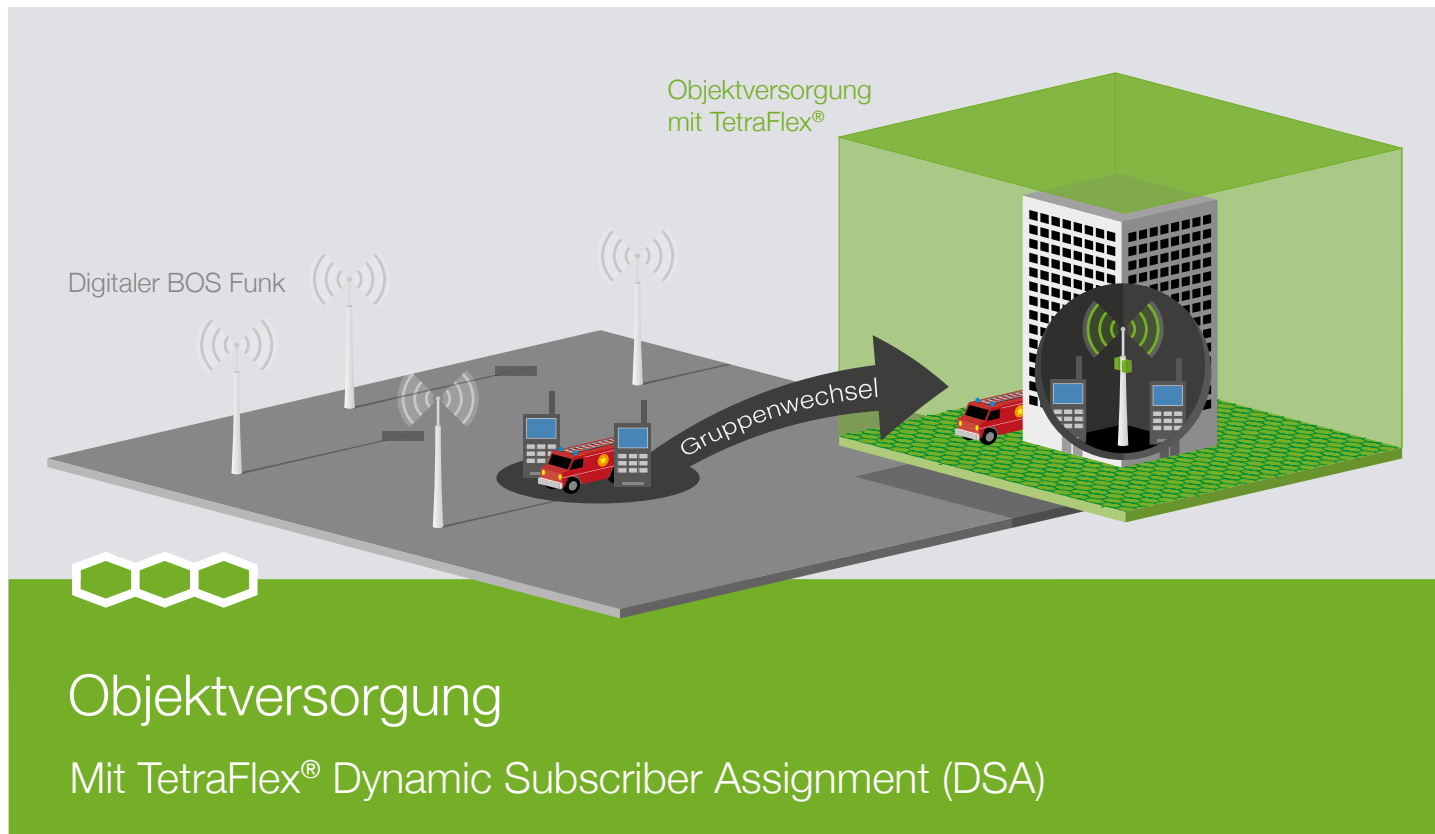 Objektversorgung
mit TetraFlex®
Digitaler BOS Funk
Gruppenwechsel
Objektversorgung
Mit TetraFlex® Dynamic Subscriber Assignment (DSA)